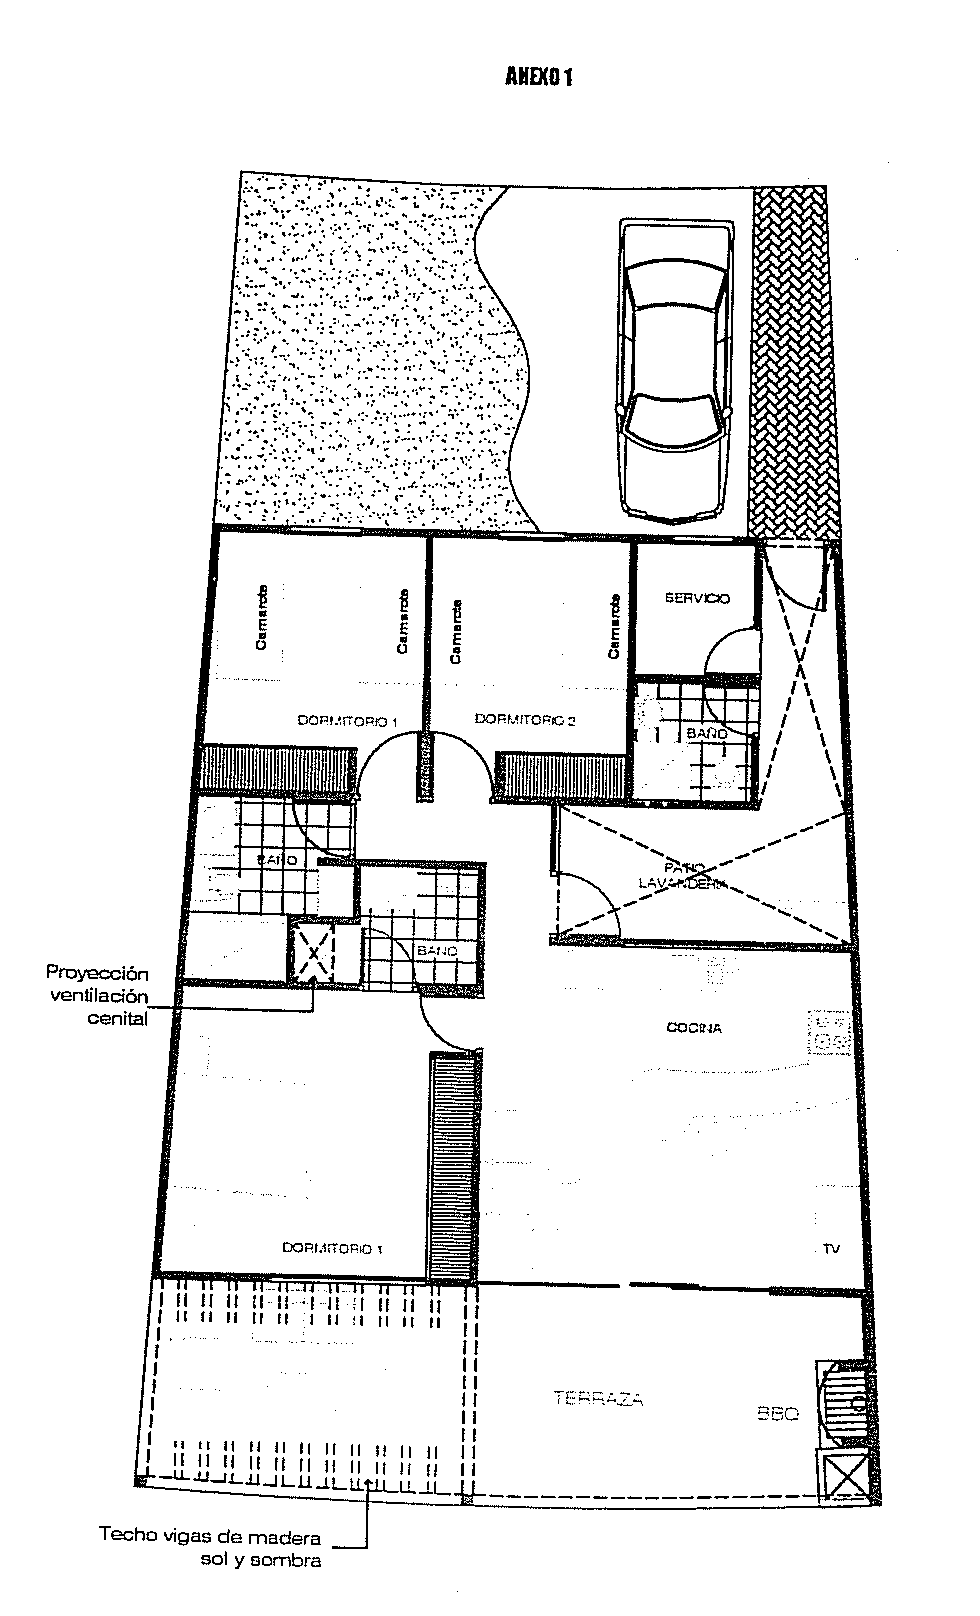 ANEXO 1
SERVICIO
Camarote
Camarote
Camarote
Camarote
DORMITORIO 1
DORMITORIO 2
BAÑO
BAÑO
PATIO
LAVANDERIA
BAÑO
Proyección
ventilación
cenital
COCINA
DORMITORIO 1
TV
TERRAZA
BBQ
Techo vigas de madera
sol y sombra